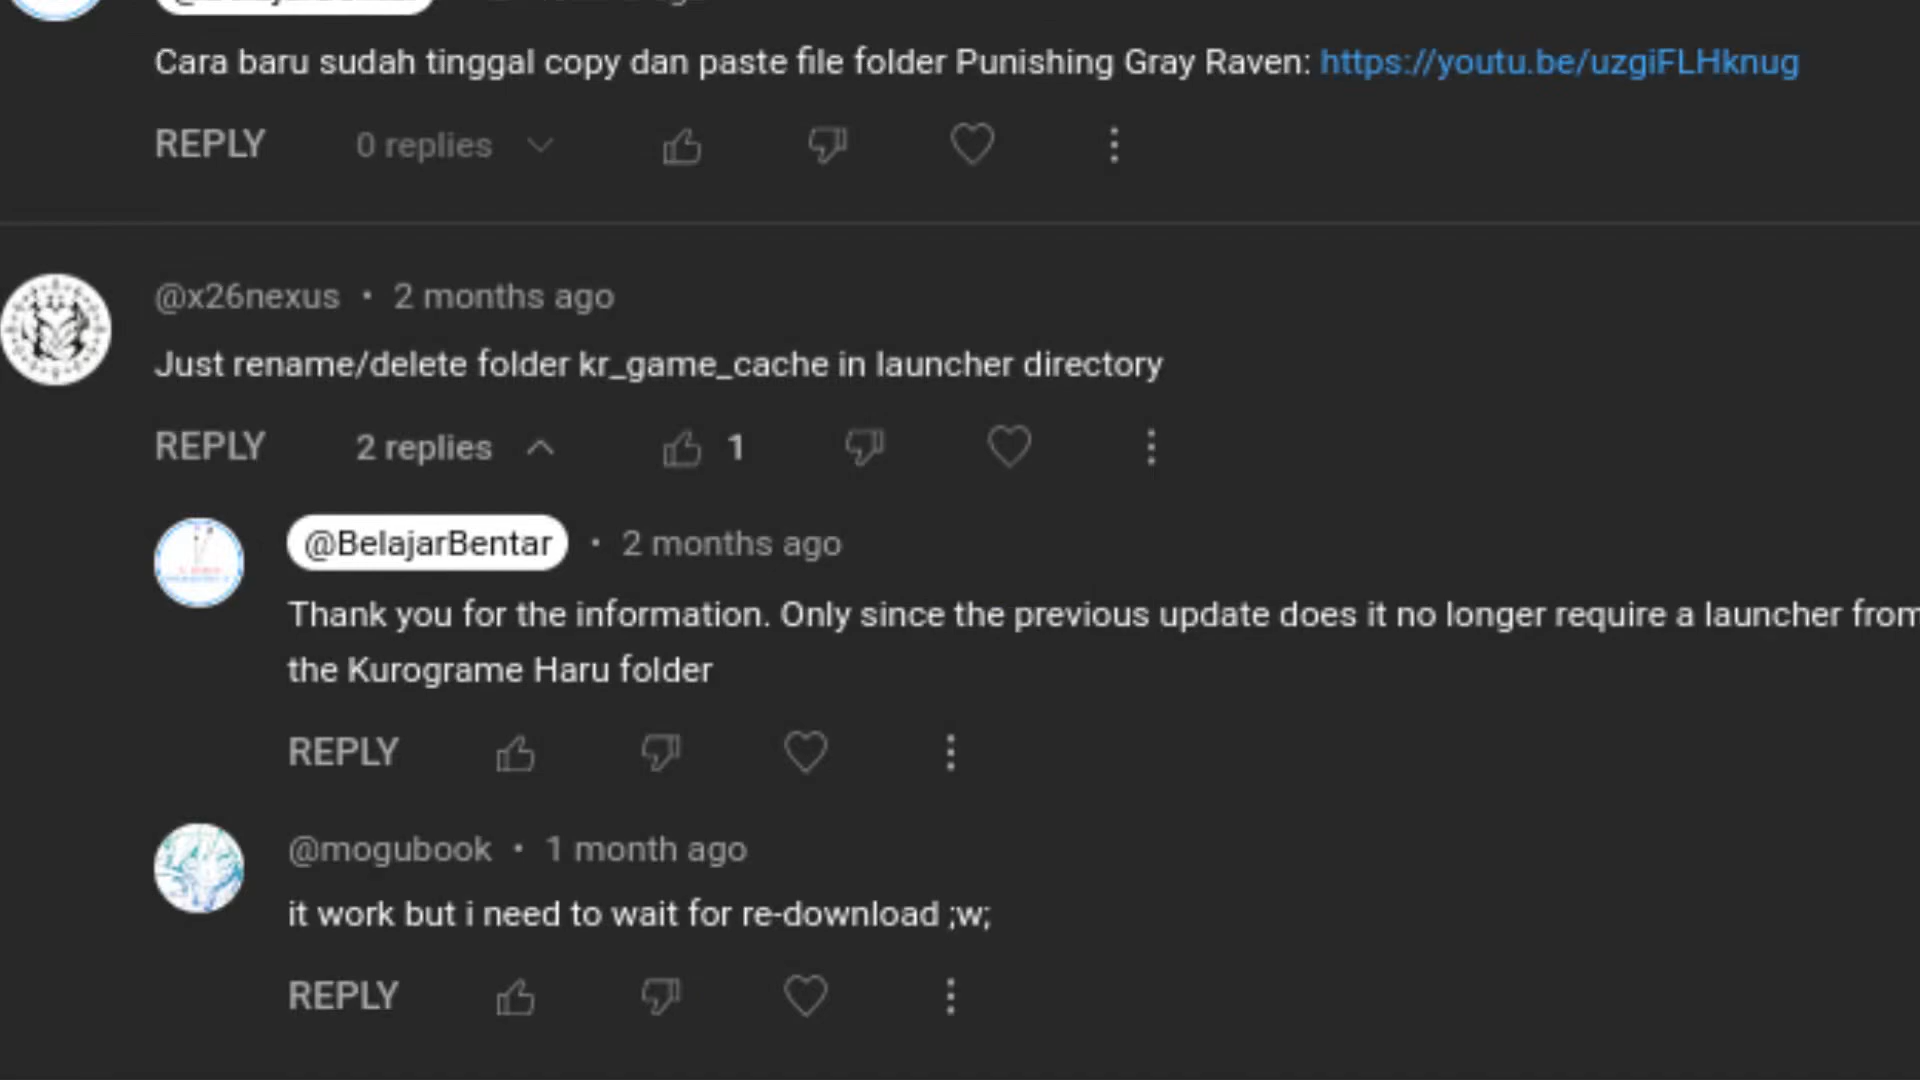 Cara baru sudah tinggal copy dan paste file folder Punishing Gray Raven: https://youtu.be/uzgiFLHknug
REPLY 0 replies
@x26nexus • 2 months ago
Just rename/delete folder kr_game_cache in launcher directory
REPLY 2 replies 1
@BelajarBentar • 2 months ago
Thank you for the information. Only since the previous update does it no longer require a launcher from
the Kurograme Haru folder
REPLY
@mogubook • 1 month ago
it work but i need to wait for re-download ;w;
REPLY